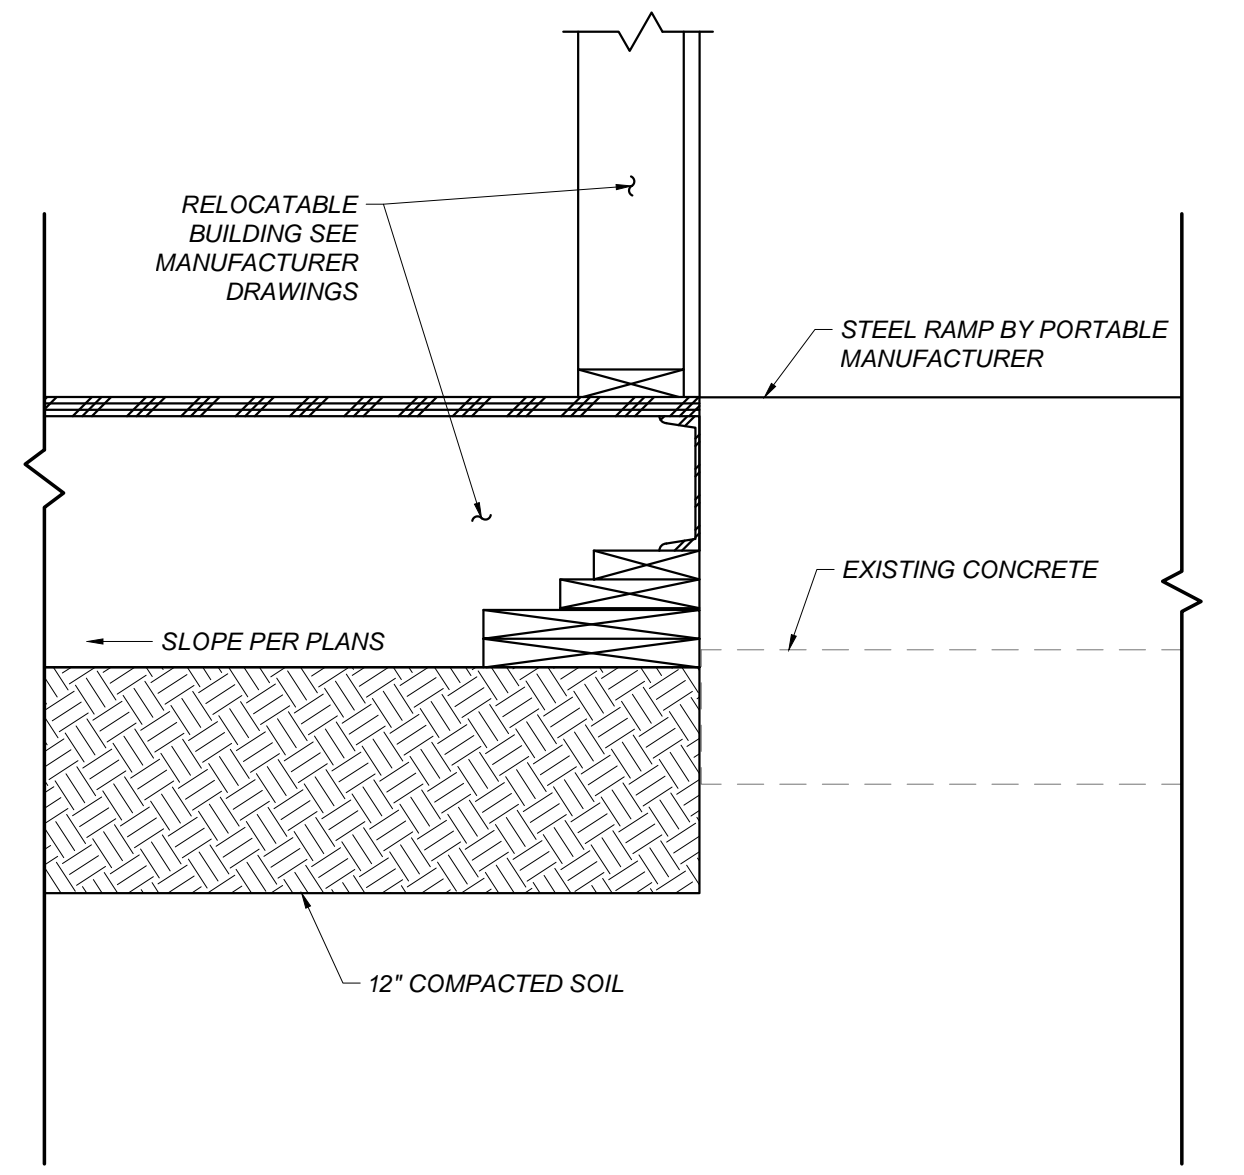 RELOCATABLE
BUILDING SEE
MANUFACTURER
DRAWINGS
STEEL RAMP BY PORTABLE
MANUFACTURER
EXISTING CONCRETE
SLOPE PER PLANS
12" COMPACTED SOIL